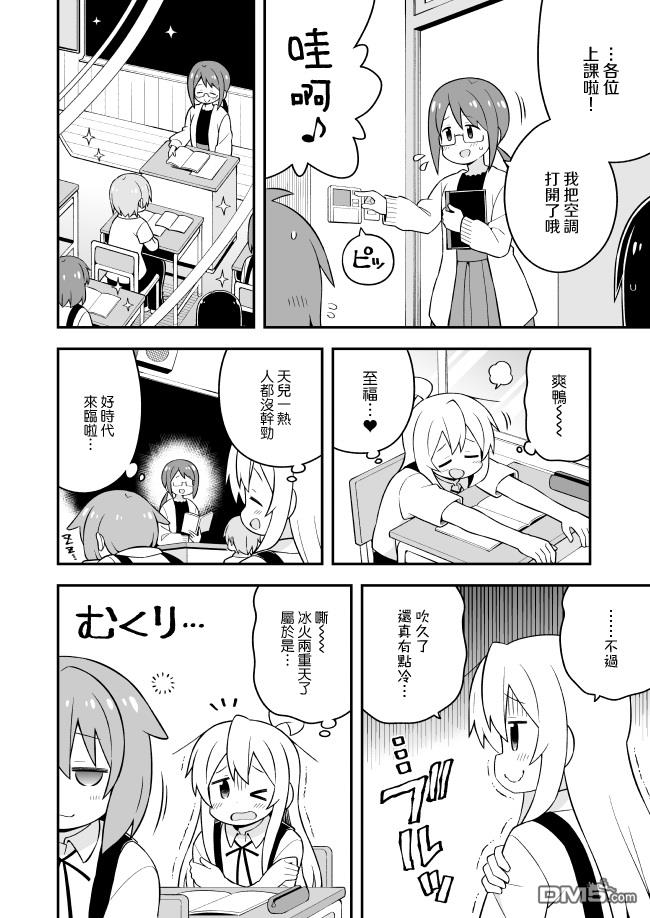 …各位
上課啦！
我把空調
打開了哦
ピッ
哇
啊♪
爽鴨〰
至福…♥
天兒一熱
人都沒幹勁
好時代
來臨啦…
ZZ…
……不過
吹久了
還真有點冷…
ブルッ
嘶〰
冰火兩重天了
屬於是…
むくり…
DM5.com